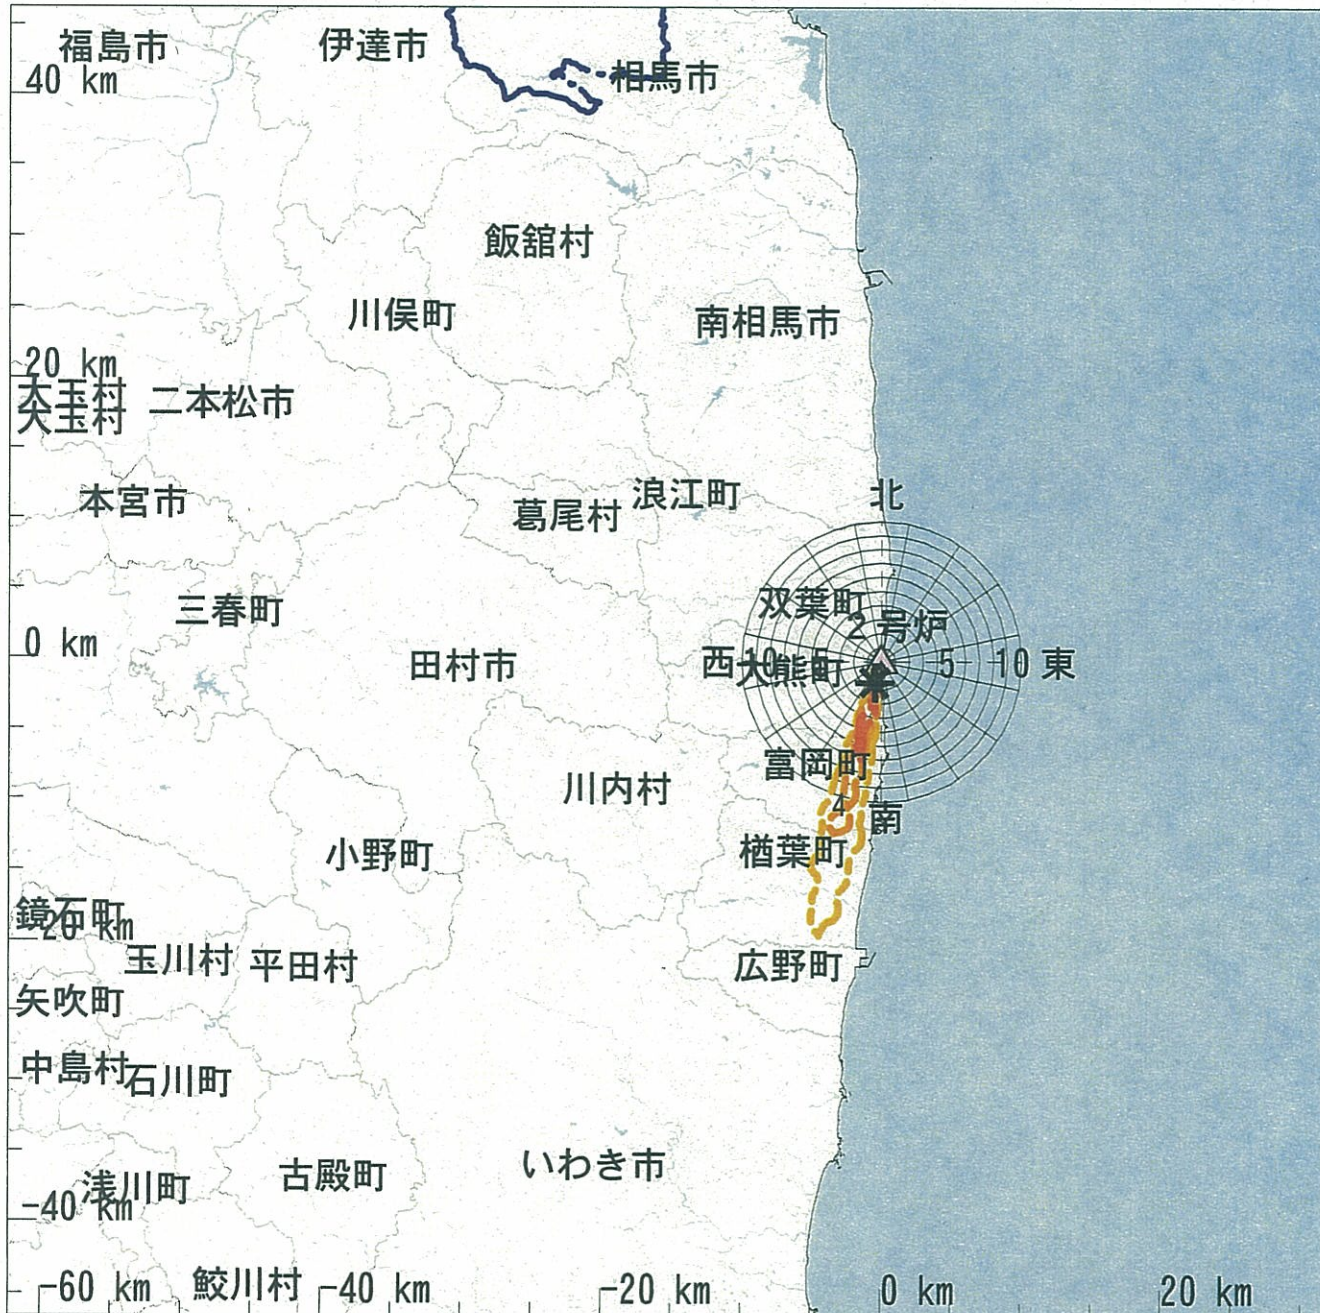 福島市
伊達市
40 km
相馬市
飯舘村
川俣町
南相馬市
20 km
大玉村
大玉村
二本松市
本宮市
葛尾村
浪江町
北
三春町
双葉町
2号炉
0 km
田村市
西
10
5
大熊町
5
10
東
富岡町
川内村
4
南
小野町
楢葉町
鏡石町
-20 km
玉川村
平田村
広野町
矢吹町
中島村
石川町
いわき市
古殿町
浅川町
-40 km
-60 km
鮫川村
-40 km
-20 km
0 km
20 km